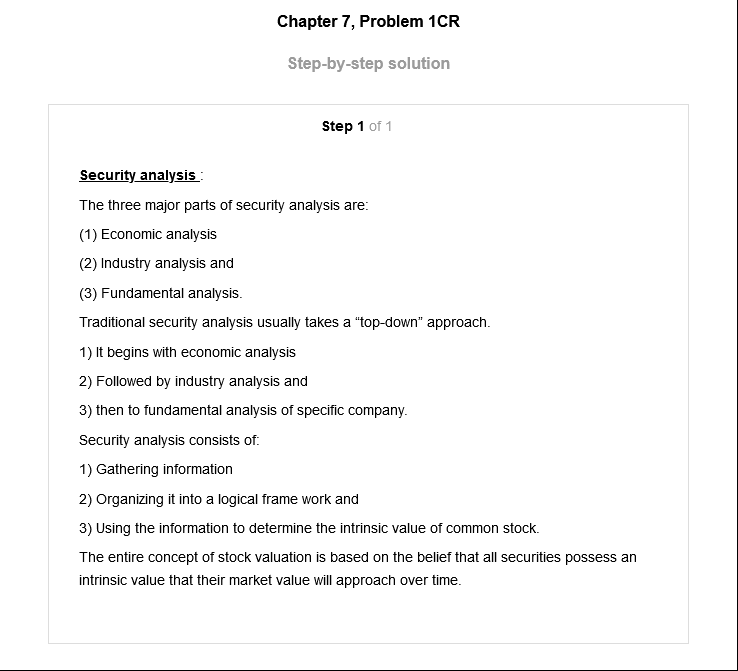 Chapter 7, Problem 1CR
Step-by-step solution
Step 1 of 1
Security analysis :
The three major parts of security analysis are:
(1) Economic analysis
(2) Industry analysis and
(3) Fundamental analysis.
Traditional security analysis usually takes a “top-down” approach.
1) It begins with economic analysis
2) Followed by industry analysis and
3) then to fundamental analysis of specific company.
Security analysis consists of:
1) Gathering information
2) Organizing it into a logical frame work and
3) Using the information to determine the intrinsic value of common stock.
The entire concept of stock valuation is based on the belief that all securities possess an
intrinsic value that their market value will approach over time.